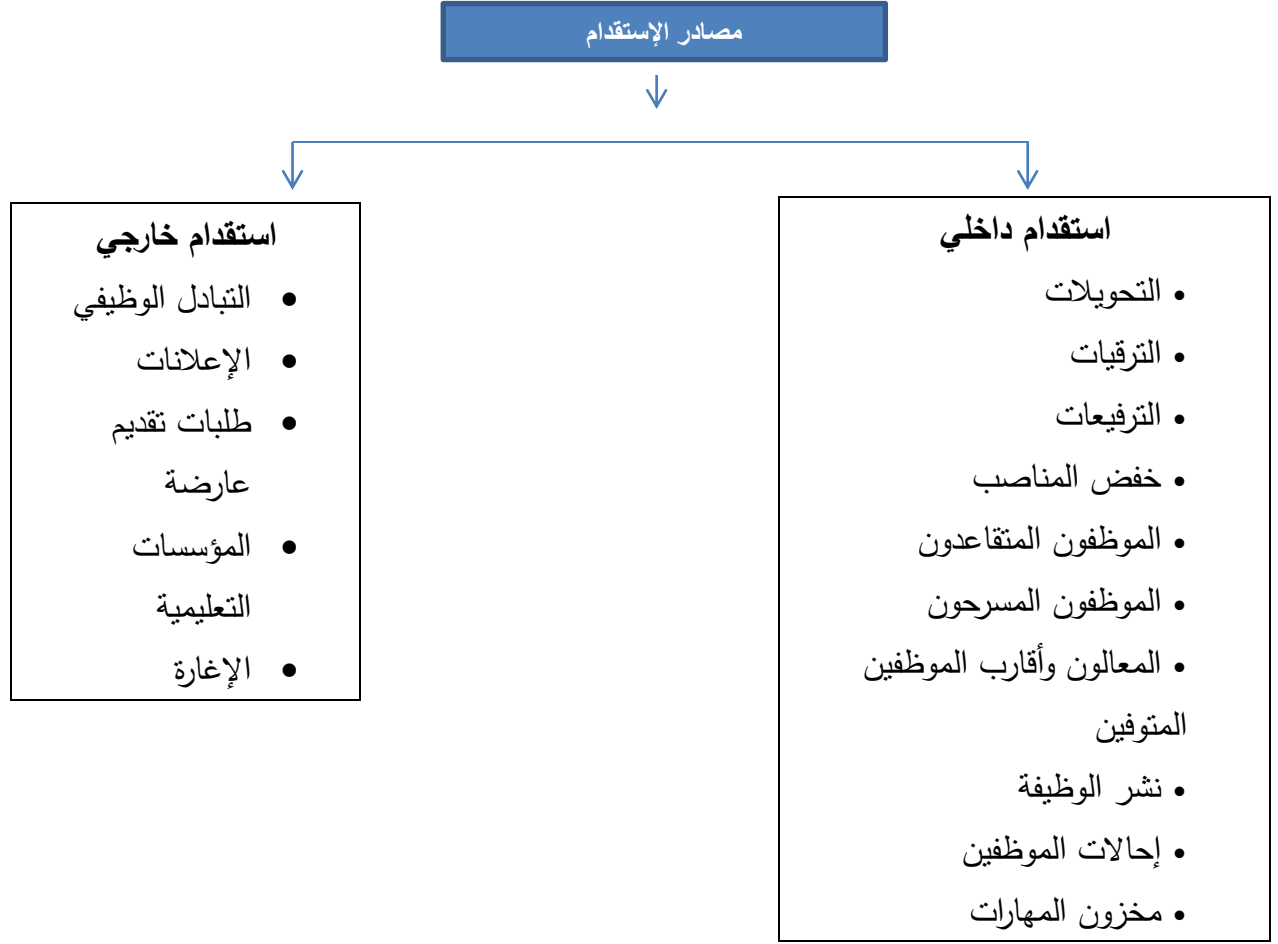 مصادر الإستقدام
استقدام داخلي
• التحويلات
• الترقيات
• الترفيعات
• خفض المناصب
• الموظفون المتقاعدون
• الموظفون المسرحون
• المعالون وأقارب الموظفين
المتوفين
• نشر الوظيفة
• إحالات الموظفين
• مخزون المهارات
استقدام خارجي
• التبادل الوظيفي
• الإعلانات
• طلبات تقديم
عارضة
• المؤسسات
التعليمية
• الإغارة